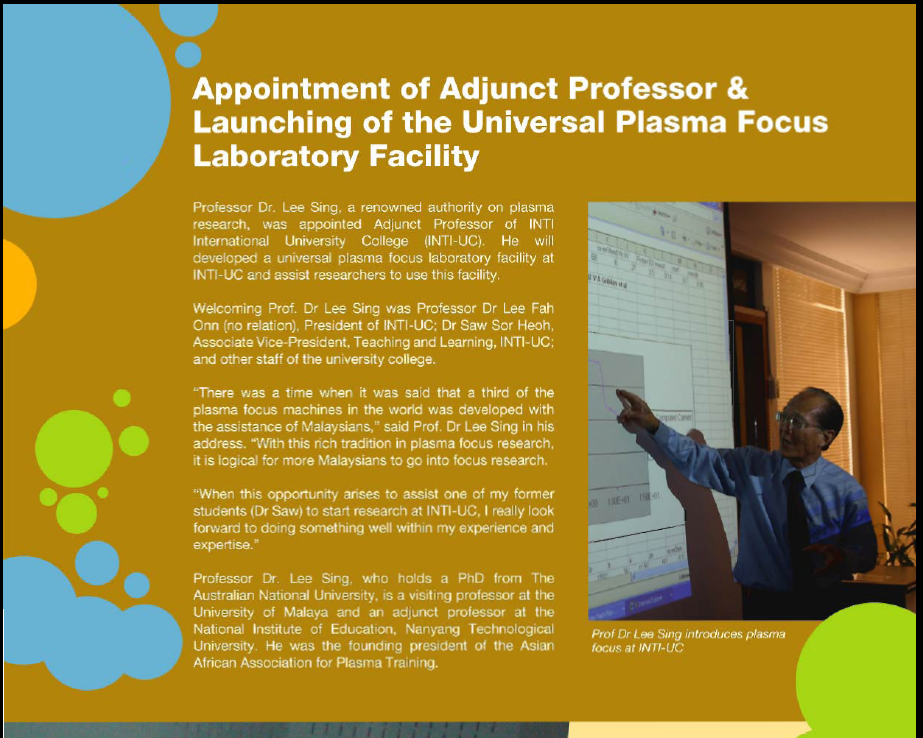 Appointment of Adjunct Professor &
Launching of the Universal Plasma Focus
Laboratory Facility
Professor Dr. Lee Sing, a renowned authority on plasma
research, was appointed Adjunct Professor of INTI
International University College (INTI-UC). He will
developed a universal plasma focus laboratory facility at
INTI-UC and assist researchers to use this facility.
Welcoming Prof. Dr Lee Sing was Professor Dr Lee Fah
Onn (no relation), President of INTI-UC; Dr Saw Sor Heoh,
Associate Vice-President, Teaching and Learning, INTI-UC;
and other staff of the university college.
“There was a time when it was said that a third of the
plasma focus machines in the world was developed with
the assistance of Malaysians,” said Prof. Dr Lee Sing in his
address. “With this rich tradition in plasma focus research,
it is logical for more Malaysians to go into focus research.
“When this opportunity arises to assist one of my former
students (Dr Saw) to start research at INTI-UC, I really look
forward to doing something well within my experience and
expertise.”
Professor Dr. Lee Sing, who holds a PhD from The
Australian National University, is a visiting professor at the
University of Malaya and an adjunct professor at the
National Institute of Education, Nanyang Technological
University. He was the founding president of the Asian
African Association for Plasma Training.
Prof Dr Lee Sing introduces plasma
focus at INTI-UC